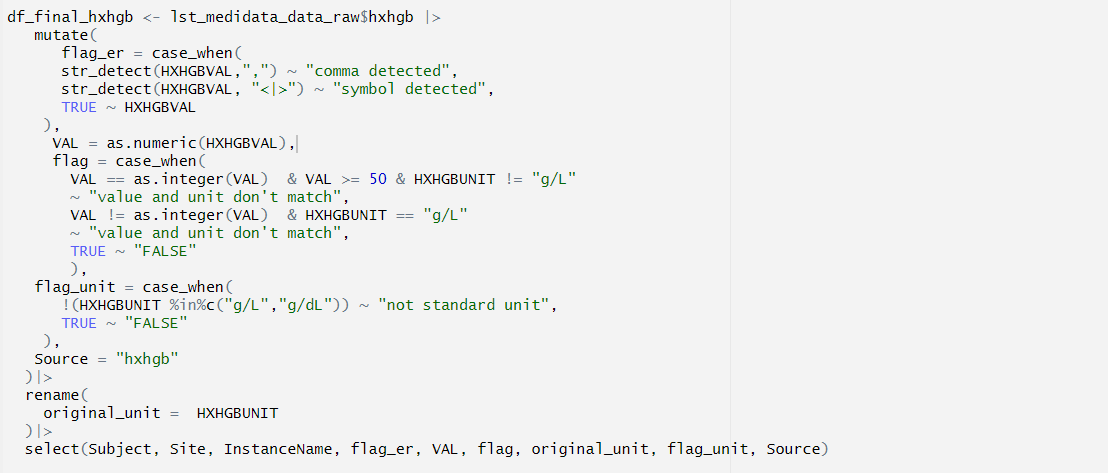 df_final_hxhgb <- lst_medidata_data_raw$hxhgb |>
mutate(
flag_er = case_when(
str_detect(HXHGBVAL,",") ~ "comma detected",
str_detect(HXHGBVAL, "<|>") ~ "symbol detected",
TRUE ~ HXHGBVAL
),
VAL = as.numeric(HXHGBVAL),
flag = case_when(
VAL == as.integer(VAL)  & VAL >= 50 & HXHGBUNIT != "g/L"
~ "value and unit don't match",
VAL != as.integer(VAL)  & HXHGBUNIT == "g/L"
~ "value and unit don't match",
TRUE ~ "FALSE"
),
flag_unit = case_when(
!(HXHGBUNIT %in%c("g/L","g/dL")) ~ "not standard unit",
TRUE ~ "FALSE"
),
Source = "hxhgb"
)|>
rename(
original_unit =  HXHGBUNIT
)|>
select(Subject, Site, InstanceName, flag_er, VAL, flag, original_unit, flag_unit, Source)